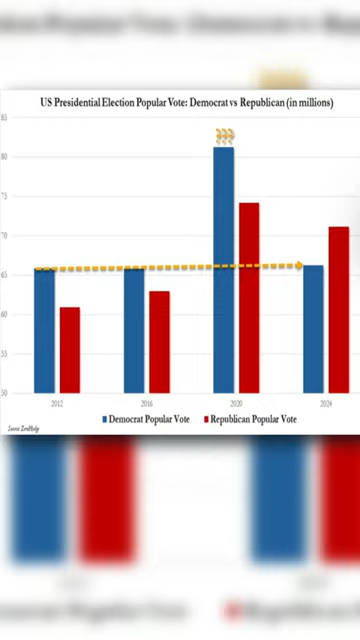 US Presidential Election Popular Vote: Democrat vs Republican (in millions)
85
80
???
75
70
65
60
55
50
2012 2016 2020 2024
Democrat Popular Vote Republican Popular Vote
Source: ZeroHedge